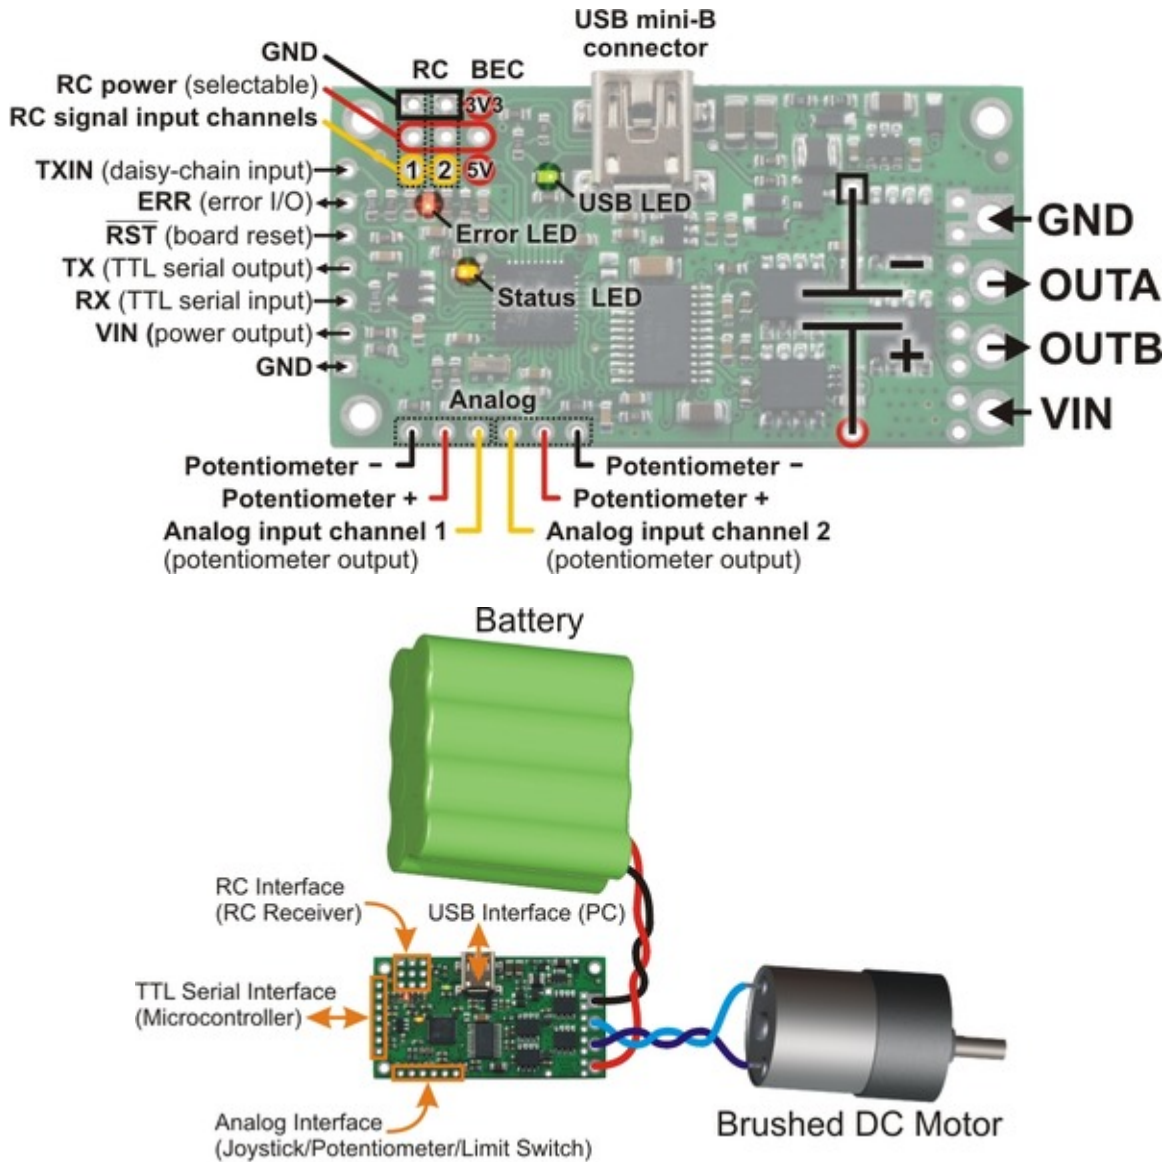 USB mini-B
connector
GND
RC BEC
RC power (selectable)
3V3
RC signal input channels
1 2 5V
TXIN (daisy-chain input)
USB LED
ERR (error I/O)
Error LED
GND
RST (board reset)
TX (TTL serial output)
− OUTA
Status LED
RX (TTL serial input)
VIN (power output)
+ OUTB
GND
Analog
VIN
Potentiometer − Potentiometer −
Potentiometer + Potentiometer +
Analog input channel 1 Analog input channel 2
(potentiometer output) (potentiometer output)
Battery
RC Interface
(RC Receiver)
USB Interface (PC)
TTL Serial Interface
(Microcontroller)
Analog Interface
(Joystick/Potentiometer/Limit Switch)
Brushed DC Motor